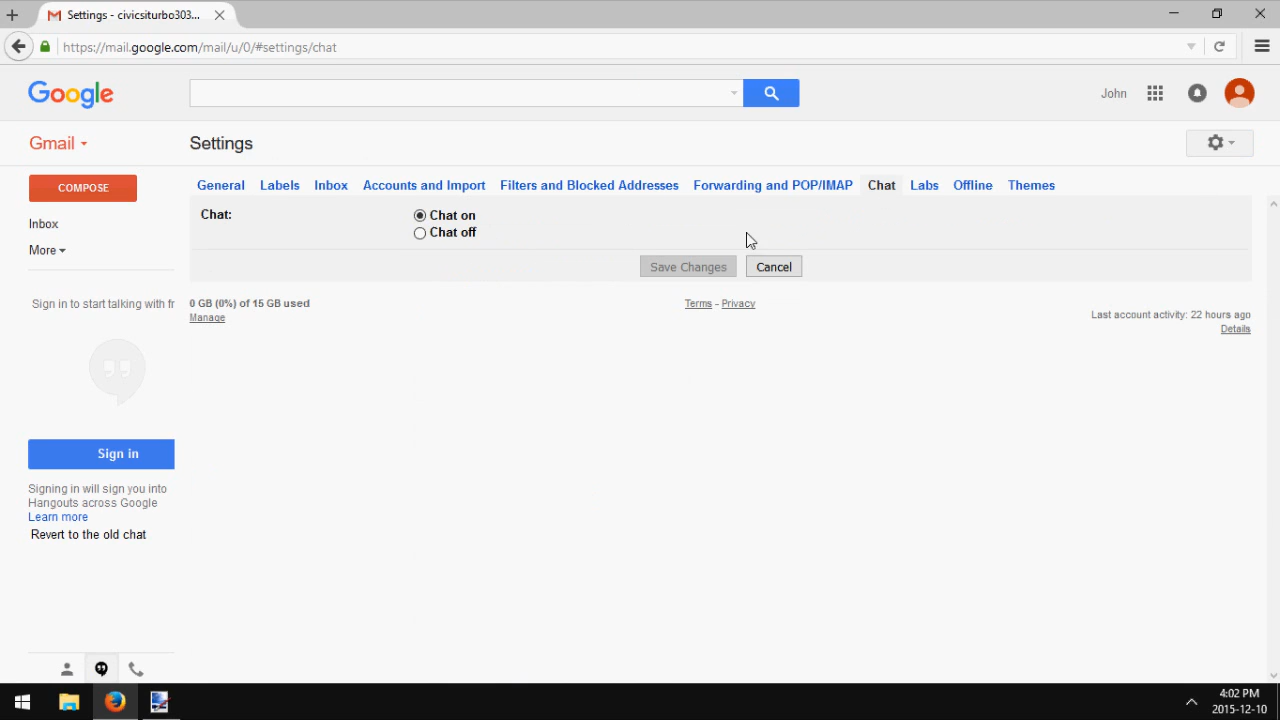 Settings - civicsiturbo303...
https://mail.google.com/mail/u/0/#settings/chat
Google
John
Gmail
Settings
COMPOSE
General Labels Inbox Accounts and Import Filters and Blocked Addresses Forwarding and POP/IMAP Chat Labs Offline Themes
Chat:
Chat on
Chat off
Inbox
More
Save Changes Cancel
Sign in to start talking with fr
0 GB (0%) of 15 GB used
Manage
Terms - Privacy
Last account activity: 22 hours ago
Details
Sign in
Signing in will sign you into
Hangouts across Google
Learn more
Revert to the old chat
4:02 PM
2015-12-10